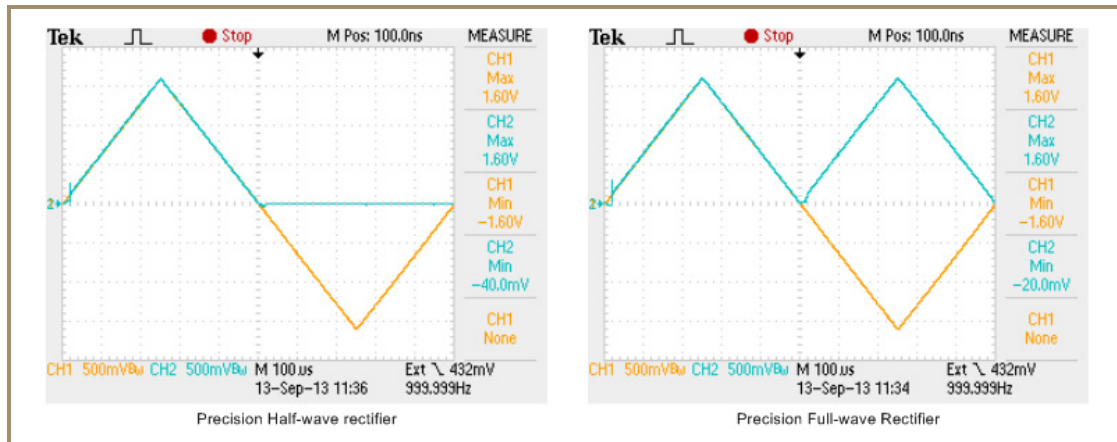 Tek Stop M Pos: 100.0ns MEASURE
CH1
Max
1.60V
CH2
Max
1.60V
CH1
Min
−1.60V
CH2
Min
−40.0mV
CH1
None
2
CH1 500mVBw CH2 500mVBw M 100µs Ext 432mV
13-Sep-13 11:36 999.999Hz
Precision Half-wave rectifier
Tek Stop M Pos: 100.0ns MEASURE
CH1
Max
1.60V
CH2
Max
1.60V
CH1
Min
−1.60V
CH2
Min
−20.0mV
CH1
None
2
CH1 500mVBw CH2 500mVBw M 100µs Ext 432mV
13-Sep-13 11:34 999.999Hz
Precision Full-wave Rectifier